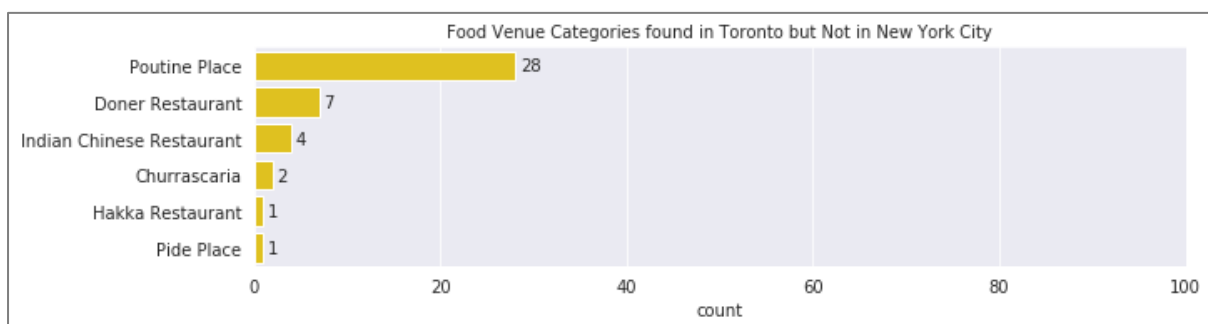 Food Venue Categories found in Toronto but Not in New York City
Poutine Place 28
Doner Restaurant 7
Indian Chinese Restaurant 4
Churrascaria 2
Hakka Restaurant 1
Pide Place 1
0 20 40 60 80 100
count